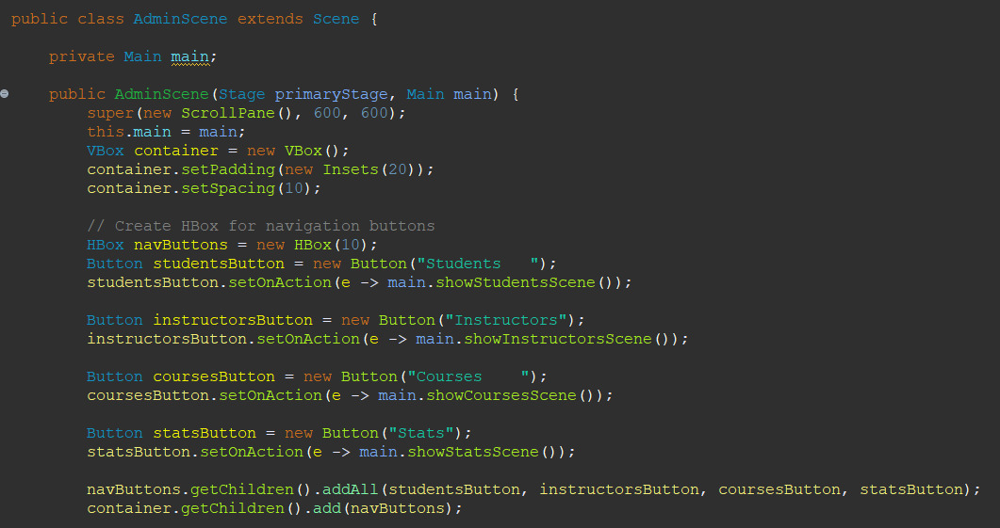 public class AdminScene extends Scene {
private Main main;
public AdminScene(Stage primaryStage, Main main) {
super(new ScrollPane(), 600, 600);
this.main = main;
VBox container = new VBox();
container.setPadding(new Insets(20));
container.setSpacing(10);
// Create HBox for navigation buttons
HBox navButtons = new HBox(10);
Button studentsButton = new Button("Students   ");
studentsButton.setOnAction(e -> main.showStudentsScene());
Button instructorsButton = new Button("Instructors");
instructorsButton.setOnAction(e -> main.showInstructorsScene());
Button coursesButton = new Button("Courses    ");
coursesButton.setOnAction(e -> main.showCoursesScene());
Button statsButton = new Button("Stats");
statsButton.setOnAction(e -> main.showStatsScene());
navButtons.getChildren().addAll(studentsButton, instructorsButton, coursesButton, statsButton);
container.getChildren().add(navButtons);